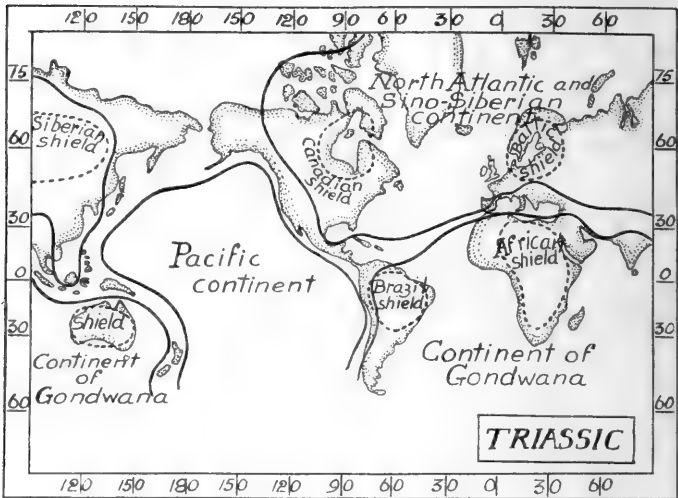 120 150 180 150 120 90 60 30 0 30 60
75
60
30
0
30
60
75
60
30
0
30
60
North Atlantic and
Sino-Siberian
continent
Siberian
shield
Canadian
shield
Baltic
shield
Pacific
continent
African
shield
Brazil
shield
Shield
Continent
of
Gondwana
Continent of
Gondwana
TRIASSIC
120 150 180 150 120 90 60 30 0 30 60